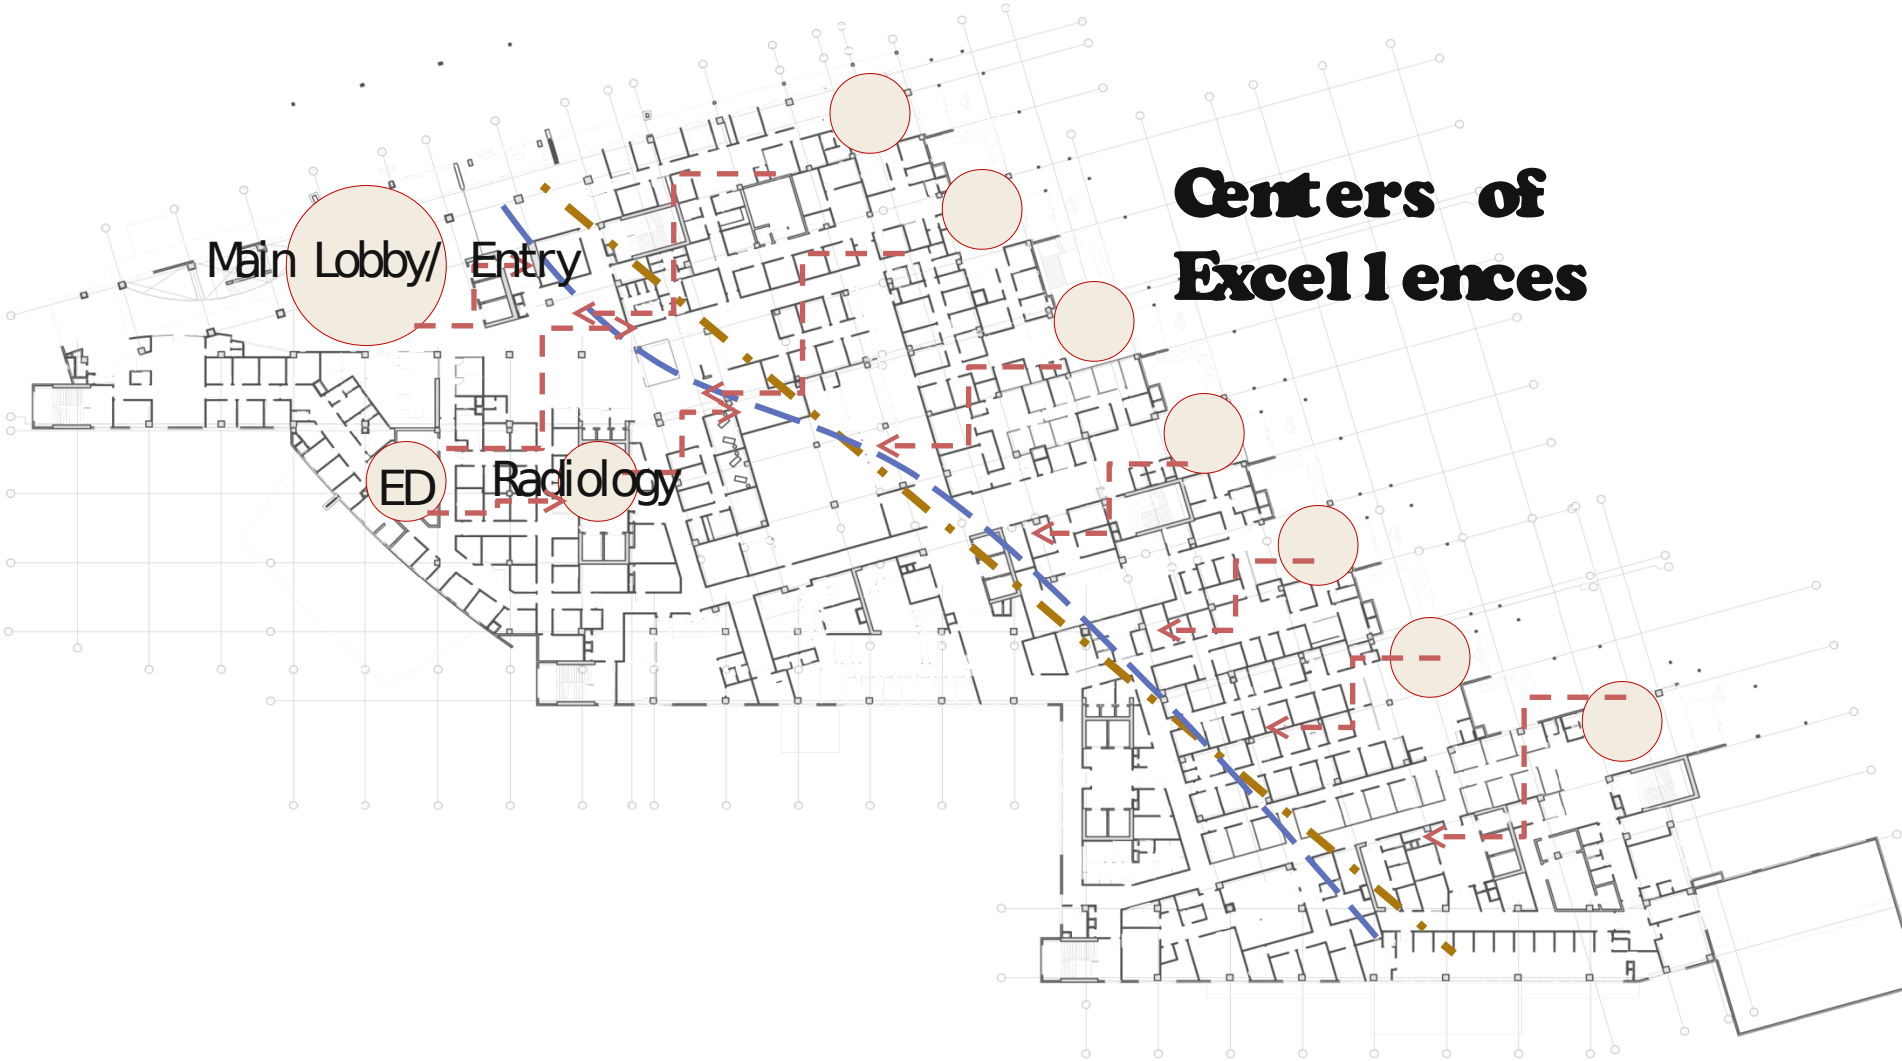 Centers of
Excellences
Main Lobby/ Entry
ED
Radiology